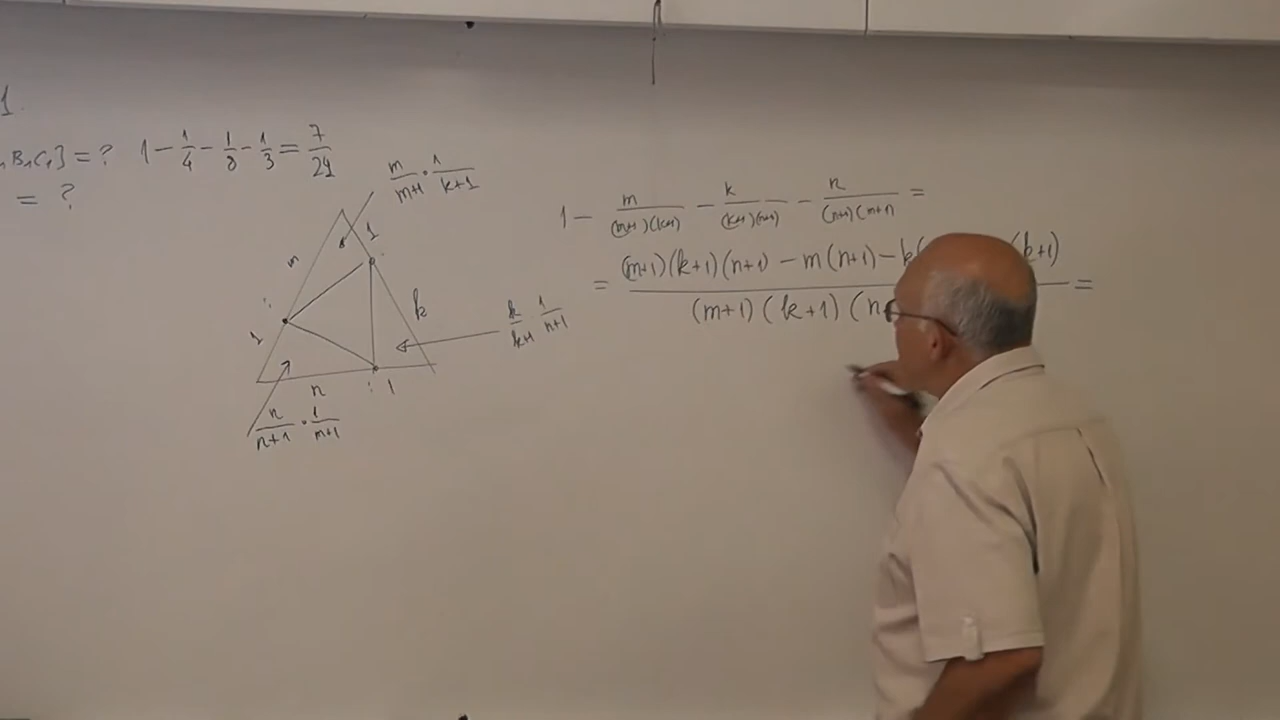 1
B₁C₁] = ? 1 - 1/4 - 1/8 - 1/3 = 7/24
= ?
m/(m+1) · 1/(k+1)
1
m
:
1
k
k/(k+1) · 1/(n+1)
n : 1
n/(n+1) · 1/(m+1)
1 - m/((m+1)(k+1)) - k/((k+1)(n+1)) - n/((n+1)(m+1)) =
= ((m+1)(k+1)(n+1) - m(n+1) - k( (k+1))/((m+1)(k+1)(n =